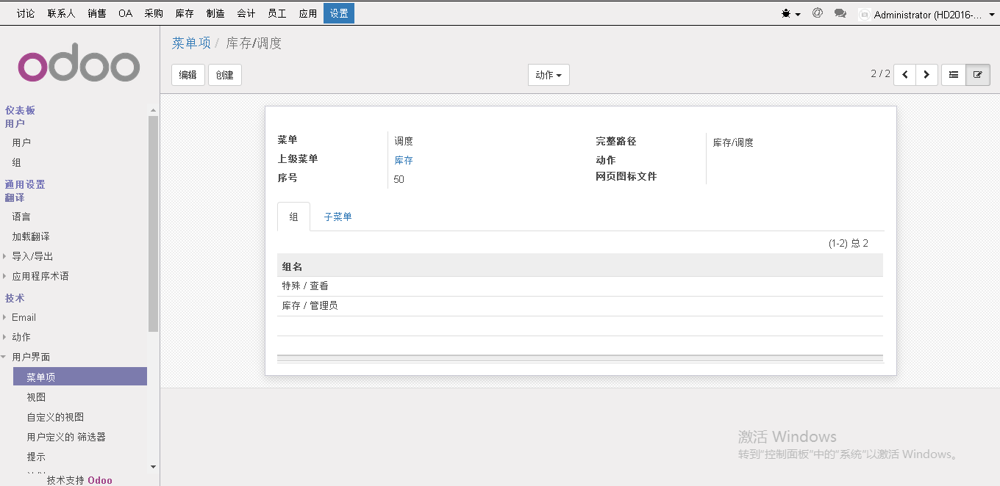 讨论 联系人 销售 OA 采购 库存 制造 会计 员工 应用 设置 @ Administrator (HD2016-...
odoo
菜单项 / 库存/调度
编辑 创建 动作 2 / 2
仪表板
用户
用户
组
通用设置
翻译
语言
加载翻译
导入/导出
应用程序术语
技术
Email
动作
用户界面
菜单项
视图
自定义的视图
用户定义的 筛选器
提示
技术支持 Odoo
菜单 调度
上级菜单 库存
序号 50
完整路径 库存/调度
动作
网页图标文件
组 子菜单
(1-2) 总 2
组名
特殊 / 查看
库存 / 管理员
激活 Windows
转到"控制面板"中的"系统"以激活 Windows。